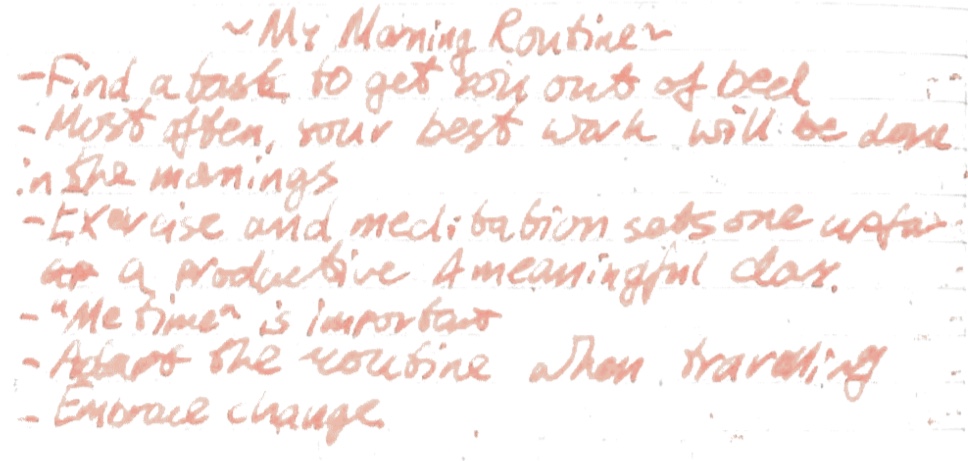 ~My Morning Routine~
- Find a task to get you out of bed
- Most often, your best work will be done
in the mornings
- Exercise and meditation sets one up for
a productive & meaningful day.
- "Me time" is important
- Adapt the routine when traveling
- Embrace change